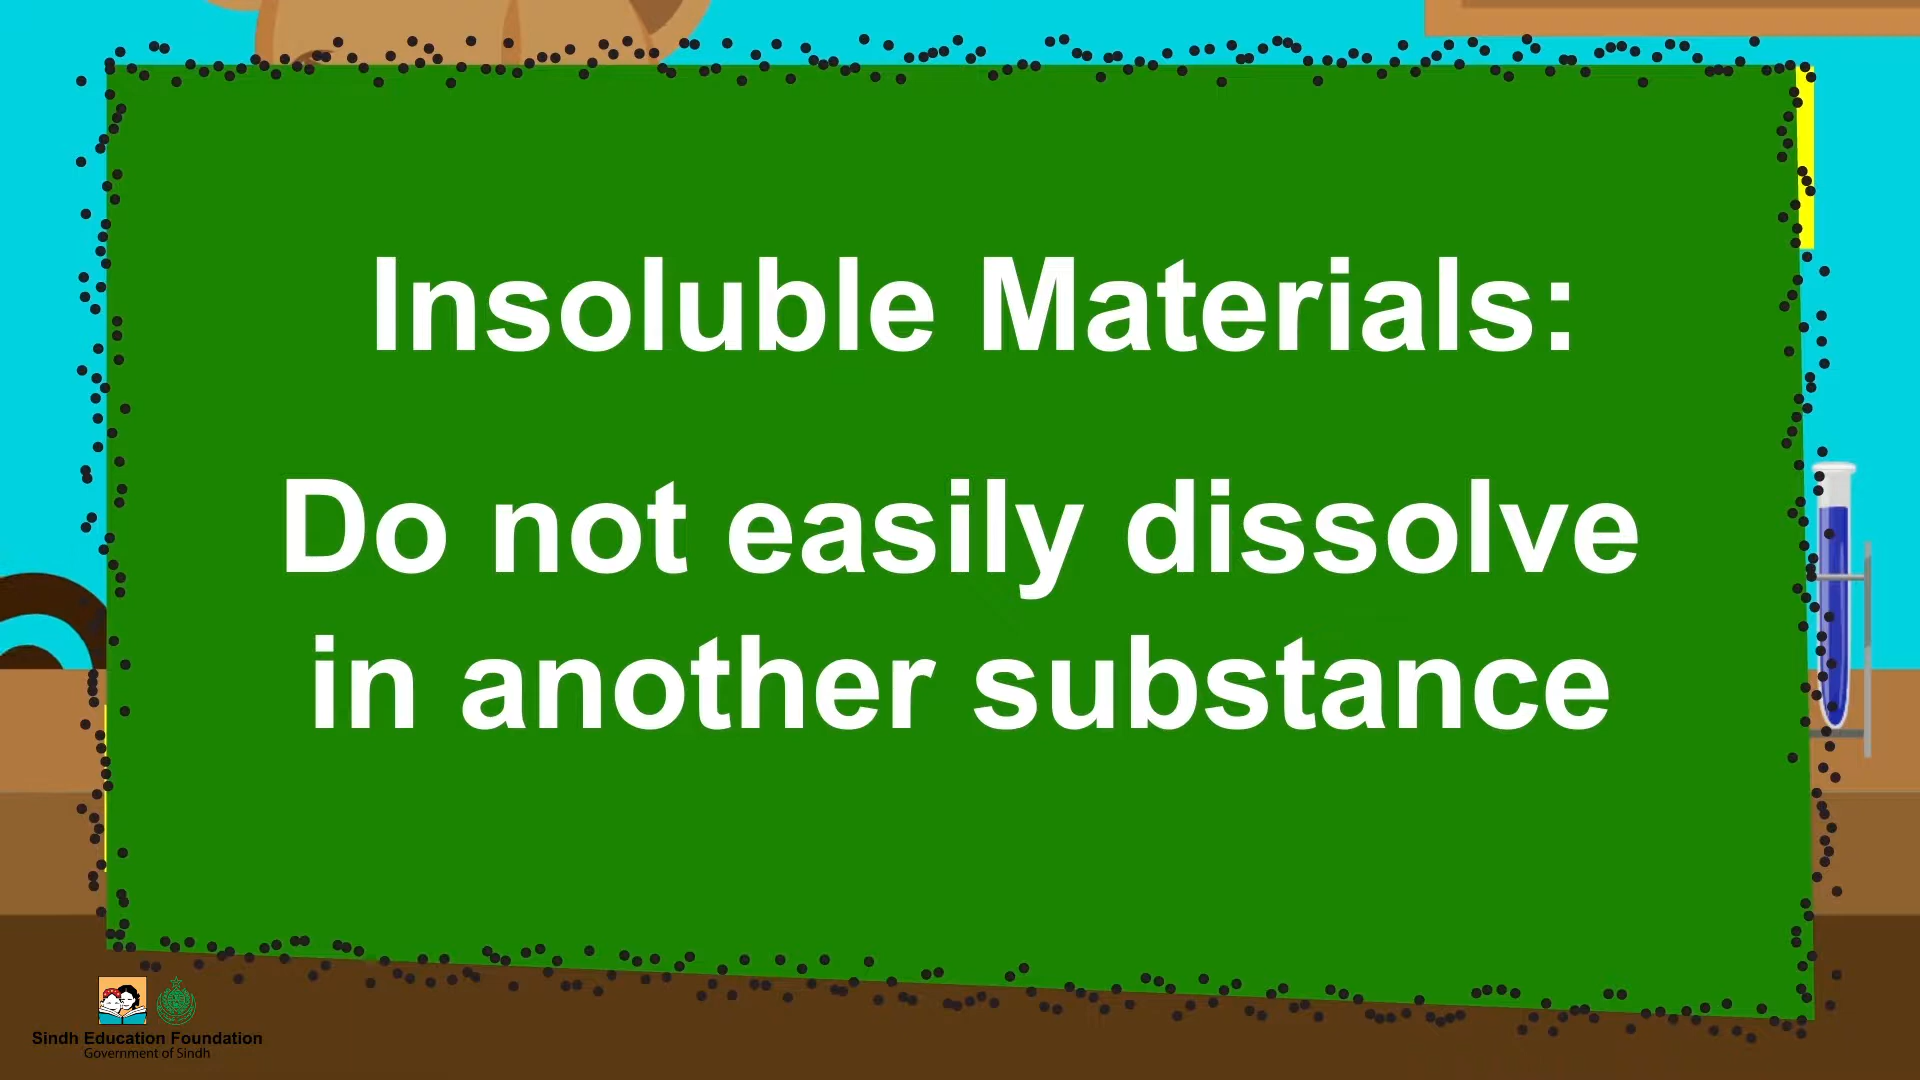 Insoluble Materials:
Do not easily dissolve
in another substance
Sindh Education Foundation
Government of Sindh